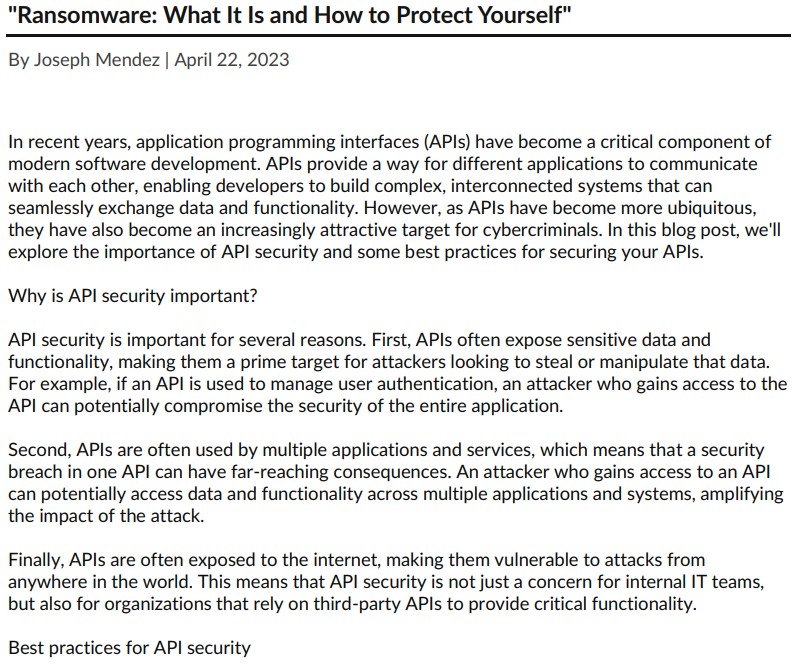 "Ransomware: What It Is and How to Protect Yourself"
By Joseph Mendez | April 22, 2023
In recent years, application programming interfaces (APIs) have become a critical component of
modern software development. APIs provide a way for different applications to communicate
with each other, enabling developers to build complex, interconnected systems that can
seamlessly exchange data and functionality. However, as APIs have become more ubiquitous,
they have also become an increasingly attractive target for cybercriminals. In this blog post, we'll
explore the importance of API security and some best practices for securing your APIs.
Why is API security important?
API security is important for several reasons. First, APIs often expose sensitive data and
functionality, making them a prime target for attackers looking to steal or manipulate that data.
For example, if an API is used to manage user authentication, an attacker who gains access to the
API can potentially compromise the security of the entire application.
Second, APIs are often used by multiple applications and services, which means that a security
breach in one API can have far-reaching consequences. An attacker who gains access to an API
can potentially access data and functionality across multiple applications and systems, amplifying
the impact of the attack.
Finally, APIs are often exposed to the internet, making them vulnerable to attacks from
anywhere in the world. This means that API security is not just a concern for internal IT teams,
but also for organizations that rely on third-party APIs to provide critical functionality.
Best practices for API security